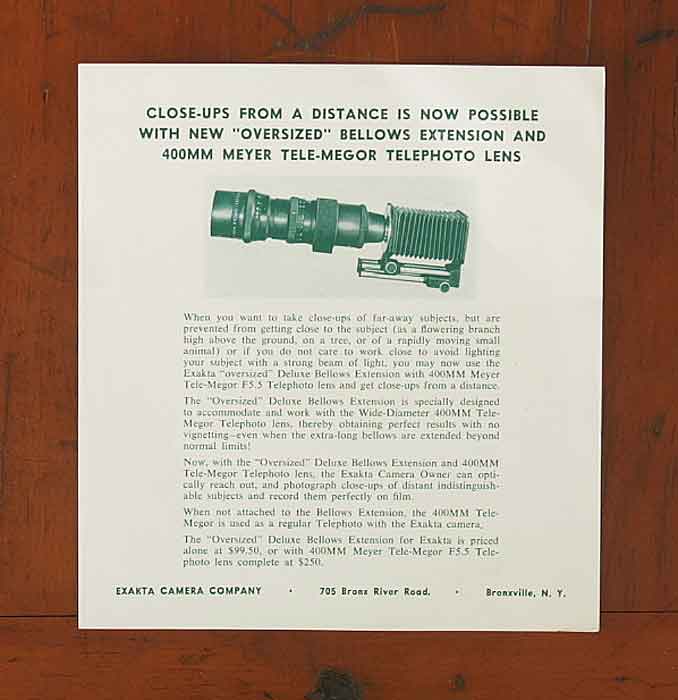 CLOSE-UPS FROM A DISTANCE IS NOW POSSIBLE
WITH NEW "OVERSIZED" BELLOWS EXTENSION AND
400MM MEYER TELE-MEGOR TELEPHOTO LENS
When you want to take close-ups of far-away subjects, but are
prevented from getting close to the subject (as a flowering branch
high above the ground, on a tree, or of a rapidly moving small
animal) or if you do not care to work close to avoid lighting
your subject with a strong beam of light, you may now use the
Exakta "oversized" Deluxe Bellows Extension with 400MM Meyer
Tele-Megor F5.5 Telephoto lens and get close-ups from a distance.
The "Oversized" Deluxe Bellows Extension is specially designed
to accommodate and work with the Wide-Diameter 400MM Tele-
Megor Telephoto lens, thereby obtaining perfect results with no
vignetting—even when the extra-long bellows are extended beyond
normal limits!
Now, with the "Oversized" Deluxe Bellows Extension and 400MM
Tele-Megor Telephoto lens, the Exakta Camera Owner can opti-
cally reach out, and photograph close-ups of distant indistinguish-
able subjects and record them perfectly on film.
When not attached to the Bellows Extension, the 400MM Tele-
Megor is used as a regular Telephoto with the Exakta camera.
The "Oversized" Deluxe Bellows Extension for Exakta is priced
alone at $99.50, or with 400MM Meyer Tele-Megor F5.5 Tele-
photo lens complete at $250.
EXAKTA CAMERA COMPANY · 705 Bronx River Road. · Bronxville, N. Y.